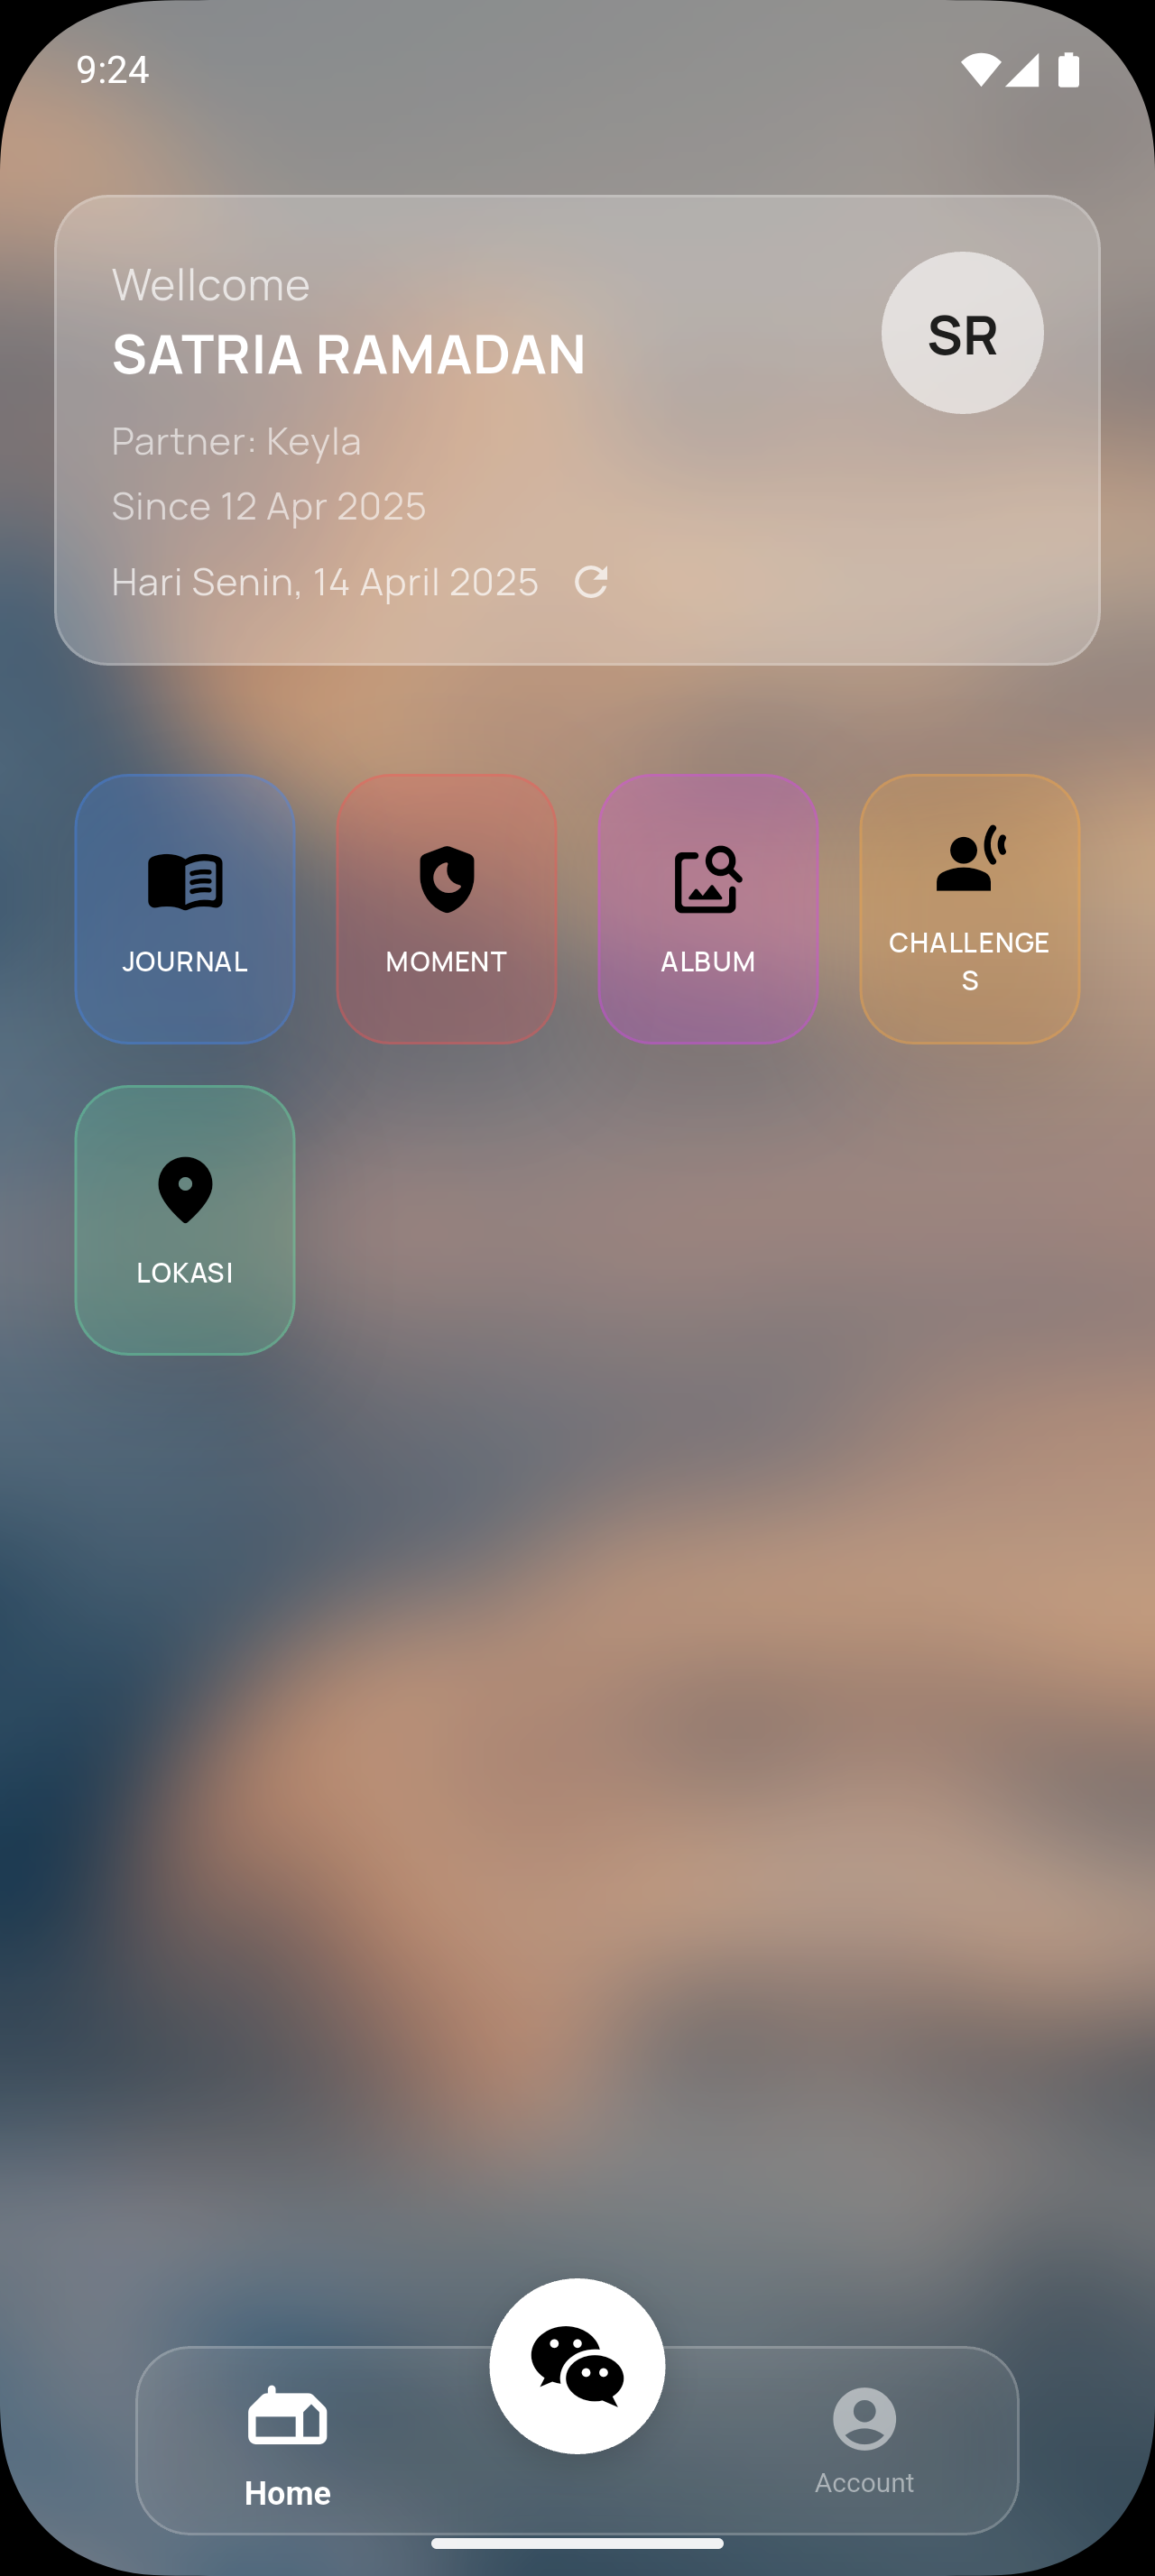 9:24
Wellcome
SATRIA RAMADAN
SR
Partner: Keyla
Since 12 Apr 2025
Hari Senin, 14 April 2025
JOURNAL
MOMENT
ALBUM
CHALLENGE
S
LOKASI
Home
Account